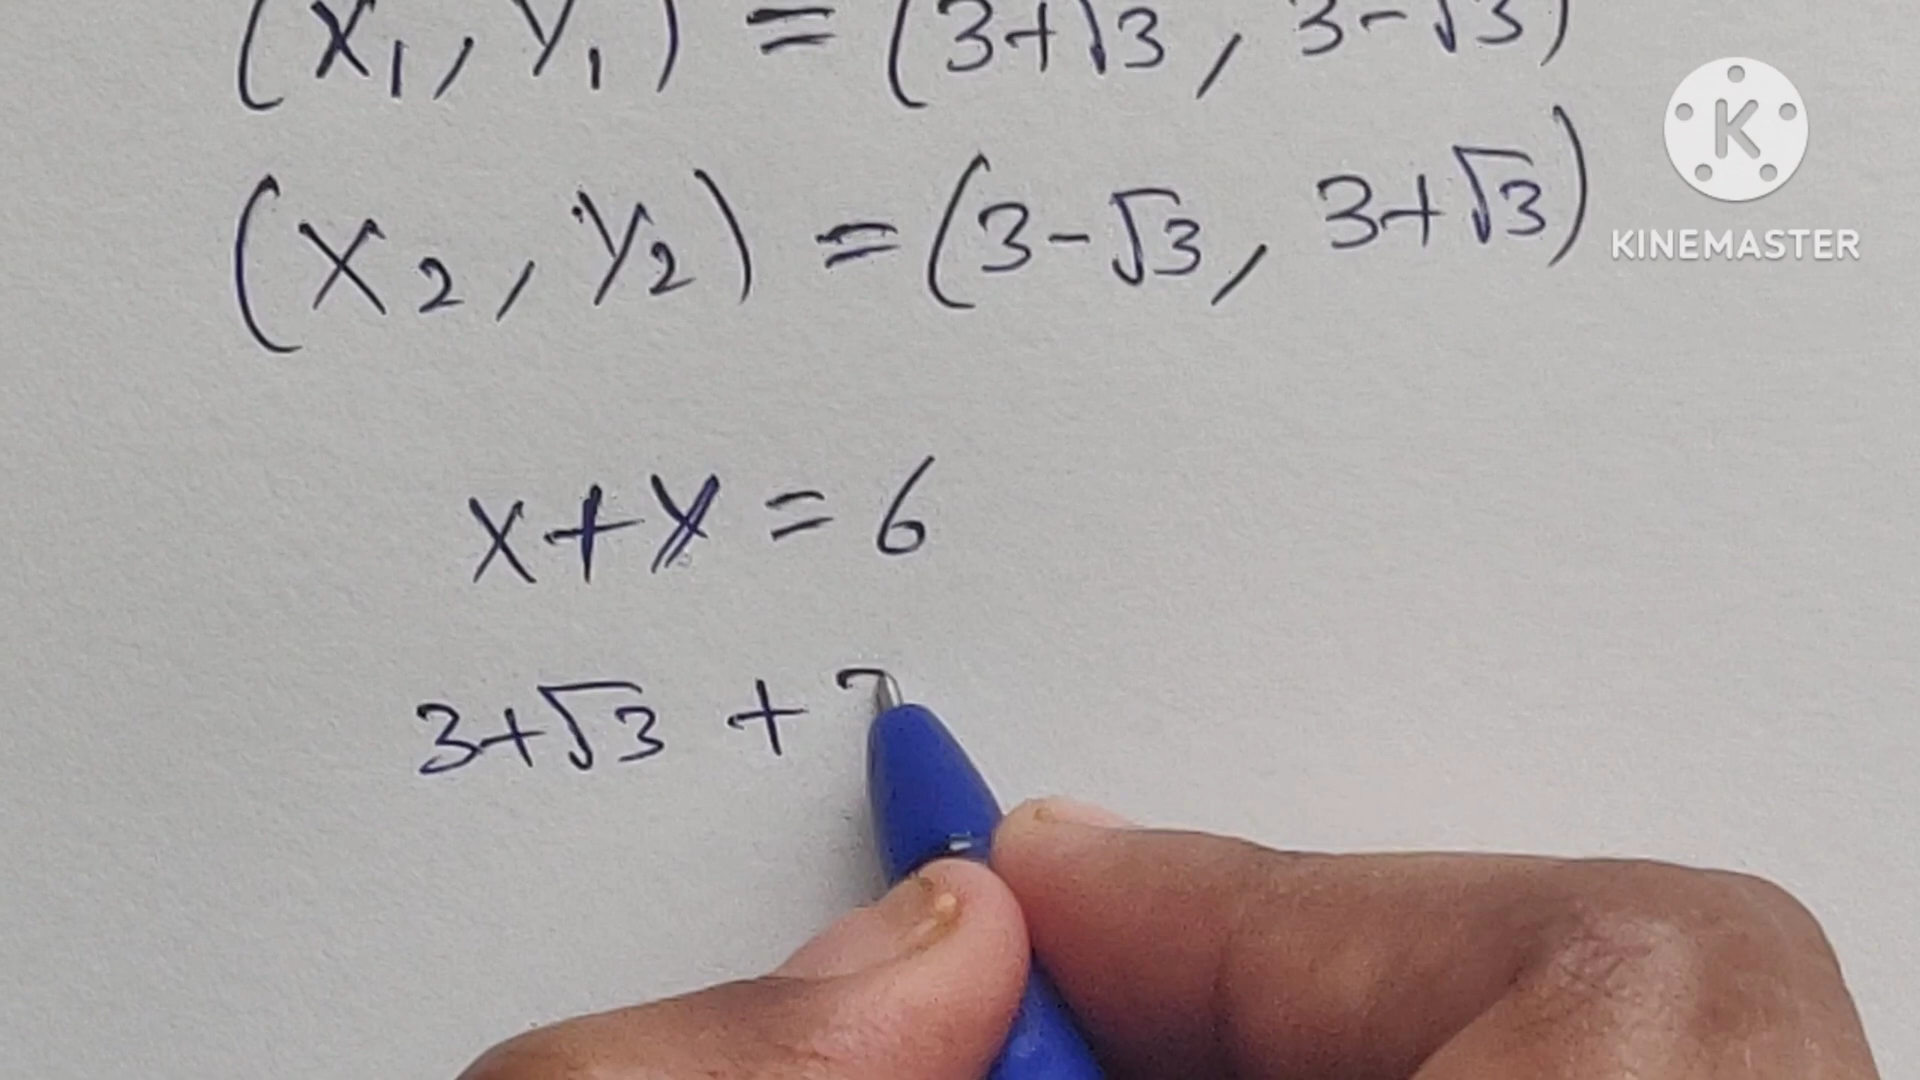 (x₁, y₁) = (3+√3, 3-√3)
(x₂, y₂) = (3-√3, 3+√3)
K
KINEMASTER
x+y = 6
3+√3 +